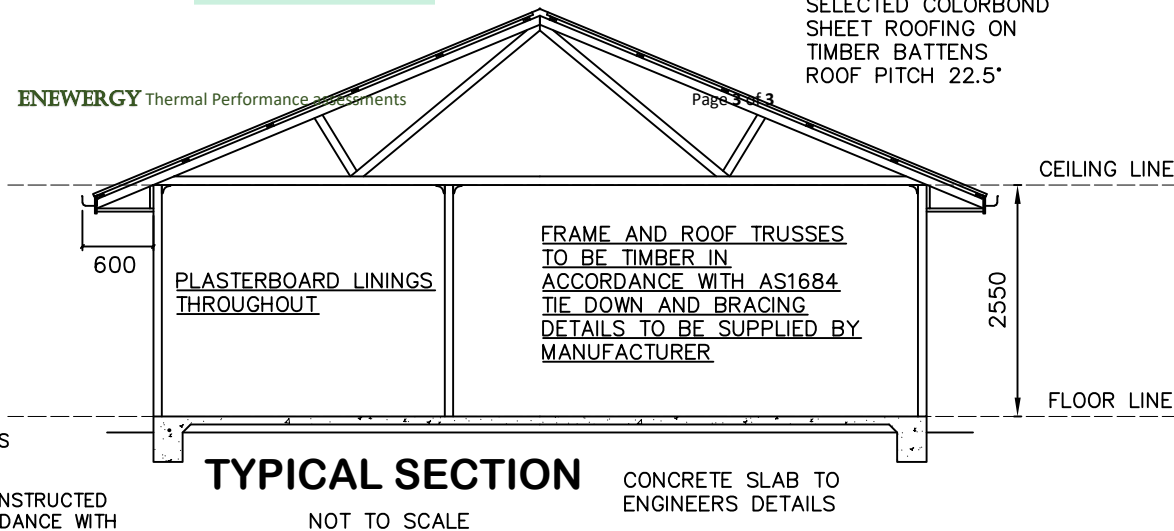 SELECTED COLORBOND
SHEET ROOFING ON
TIMBER BATTENS
ROOF PITCH 22.5°
ENEWERGY Thermal Performance assessments
Page 3 of 3
CEILING LINE
600
PLASTERBOARD LININGS
THROUGHOUT
FRAME AND ROOF TRUSSES
TO BE TIMBER IN
ACCORDANCE WITH AS1684
TIE DOWN AND BRACING
DETAILS TO BE SUPPLIED BY
MANUFACTURER
2550
FLOOR LINE
S
TYPICAL SECTION
NOT TO SCALE
CONCRETE SLAB TO
ENGINEERS DETAILS
NSTRUCTED
DANCE WITH